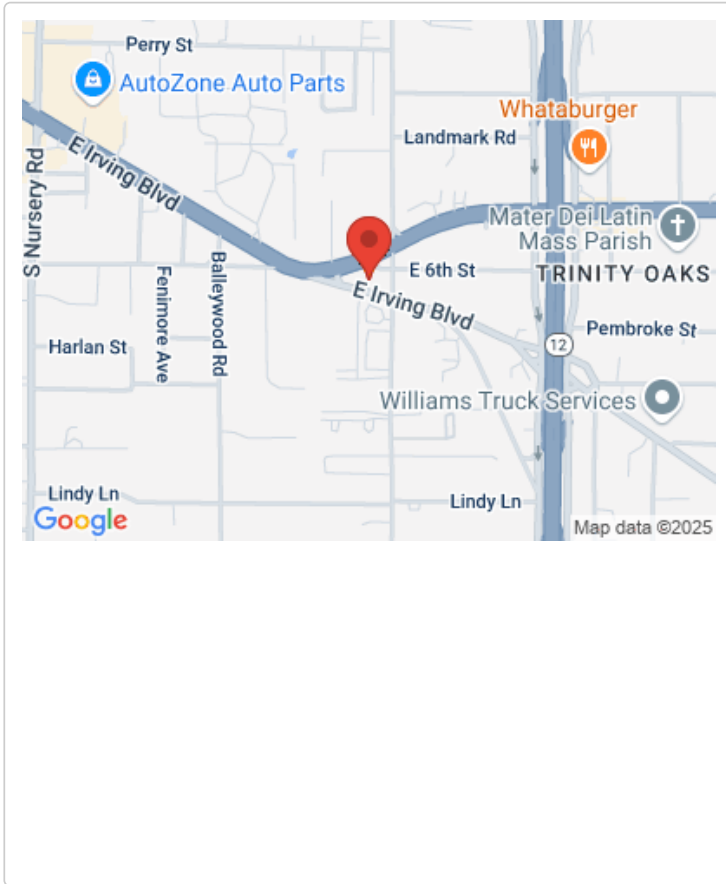 Perry St
AutoZone Auto Parts
Whataburger
Landmark Rd
E Irving Blvd
S Nursery Rd
Mater Dei Latin
Mass Parish
E 6th St
TRINITY OAKS
E Irving Blvd
Fenimore Ave
Balleywood Rd
Pembroke St
12
Harlan St
Williams Truck Services
Lindy Ln
Lindy Ln
Google
Map data ©2025